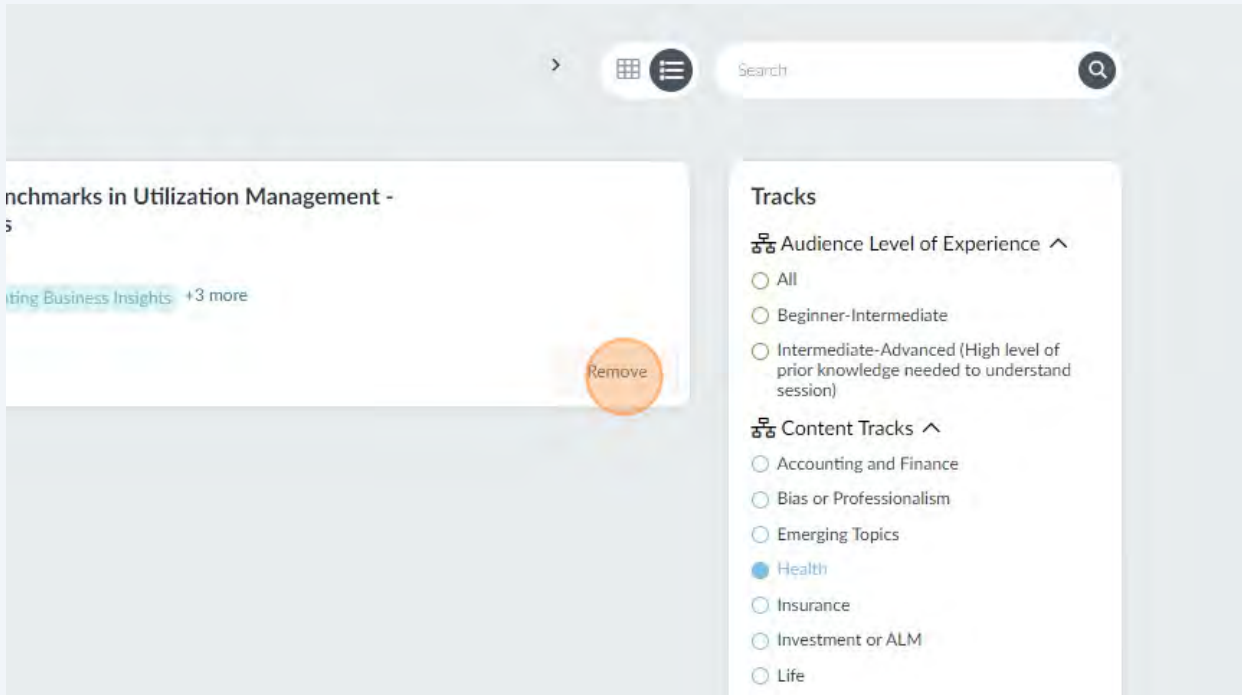 Search
nchmarks in Utilization Management -
s
ting Business Insights +3 more
Remove
Tracks
Audience Level of Experience
All
Beginner-Intermediate
Intermediate-Advanced (High level of
prior knowledge needed to understand
session)
Content Tracks
Accounting and Finance
Bias or Professionalism
Emerging Topics
Health
Insurance
Investment or ALM
Life